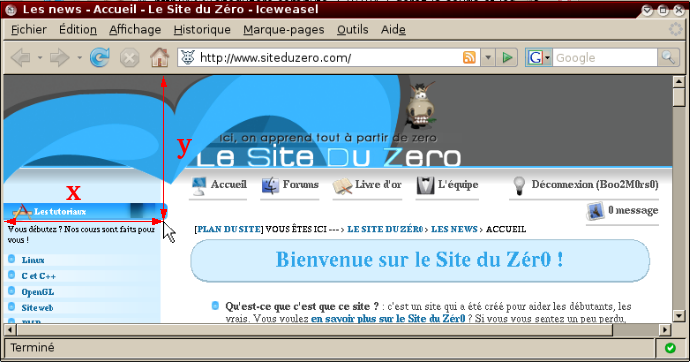 Les news - Accueil - Le Site du Zéro - Iceweasel
Fichier Édition Affichage Historique Marque-pages Outils Aide
http://www.siteduzero.com/
G Google
ici, on apprend tout à partir de zero
Le Site Du Zero
y
x
Accueil Forums Livre d'or L'équipe Déconnexion (Boo2M0rs0)
0 message
Les tutoriaux
[PLAN DU SITE] VOUS ÊTES ICI ---> LE SITE DU ZÉR0 > LES NEWS > ACCUEIL
Vous débutez ? Nos cours sont faits pour
vous !
Bienvenue sur le Site du Zér0 !
Linux
C et C++
OpenGL
Site web
PHP
Qu'est-ce que c'est que ce site ? : c'est un site qui a été créé pour aider les débutants, les
vrais. Vous voulez en savoir plus sur le Site du Zér0 ? Si vous vous sentez un peu perdu,
Terminé